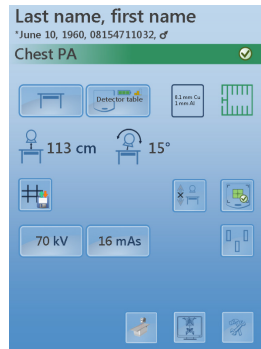 Last name, first name
*June 10, 1960, 08154711032, ♂
Chest PA
Detector table
0.1 mm Cu
1 mm Al
113 cm
15°
70 kV
16 mAs